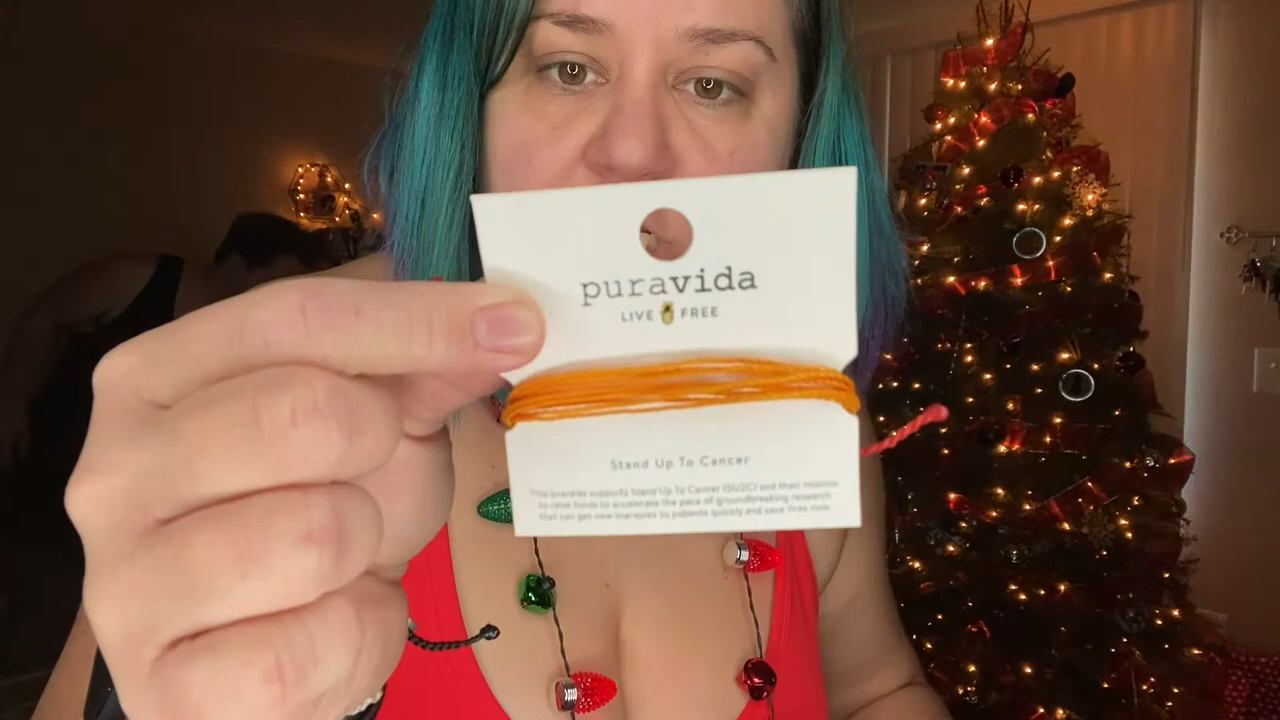 puravida
LIVE FREE
Stand Up To Cancer
This bracelet supports Stand Up To Cancer (SU2C) and their mission
to raise funds to accelerate the pace of groundbreaking research
that can get new therapies to patients quickly and save lives now.